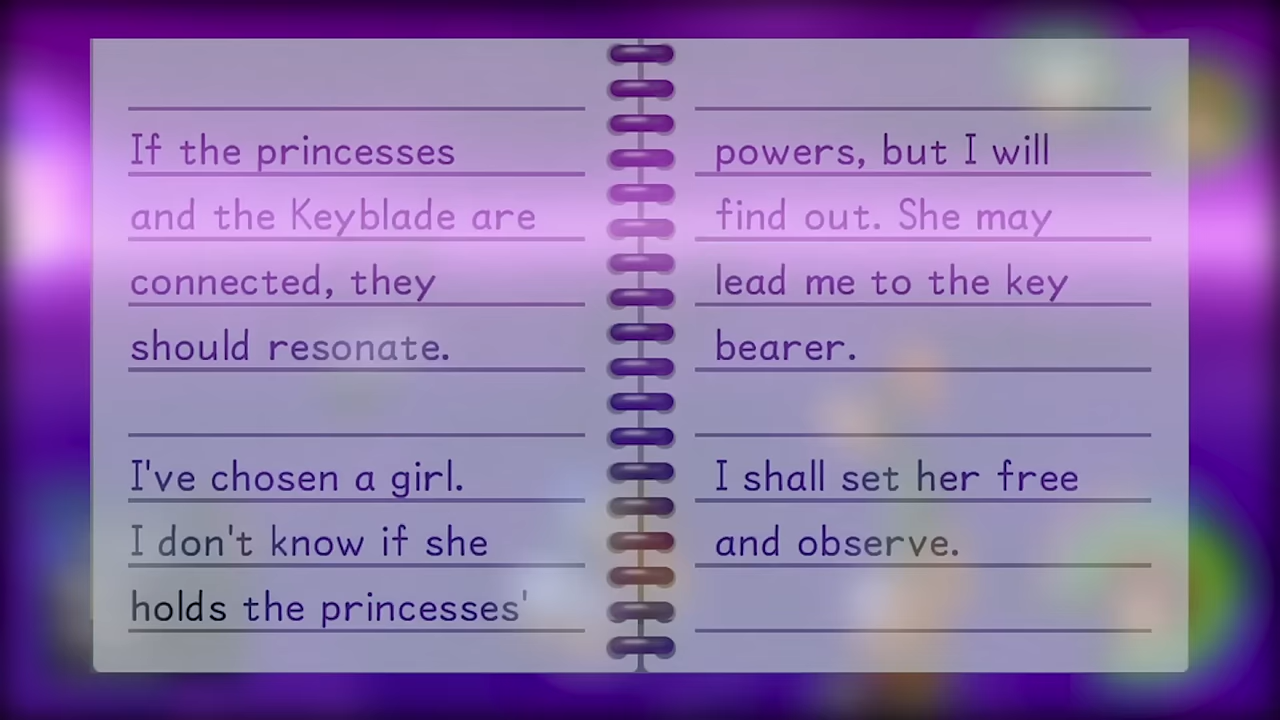 If the princesses
and the Keyblade are
connected, they
should resonate.
I've chosen a girl.
I don't know if she
holds the princesses'
powers, but I will
find out. She may
lead me to the key
bearer.
I shall set her free
and observe.